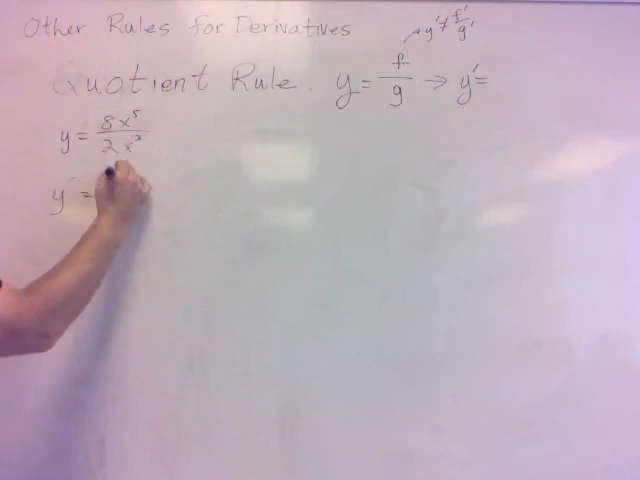 Other Rules for Derivatives
y' ≠ f'/g'
Quotient Rule. y = f/g → y' =
y = 8x⁵/2x²
y' =